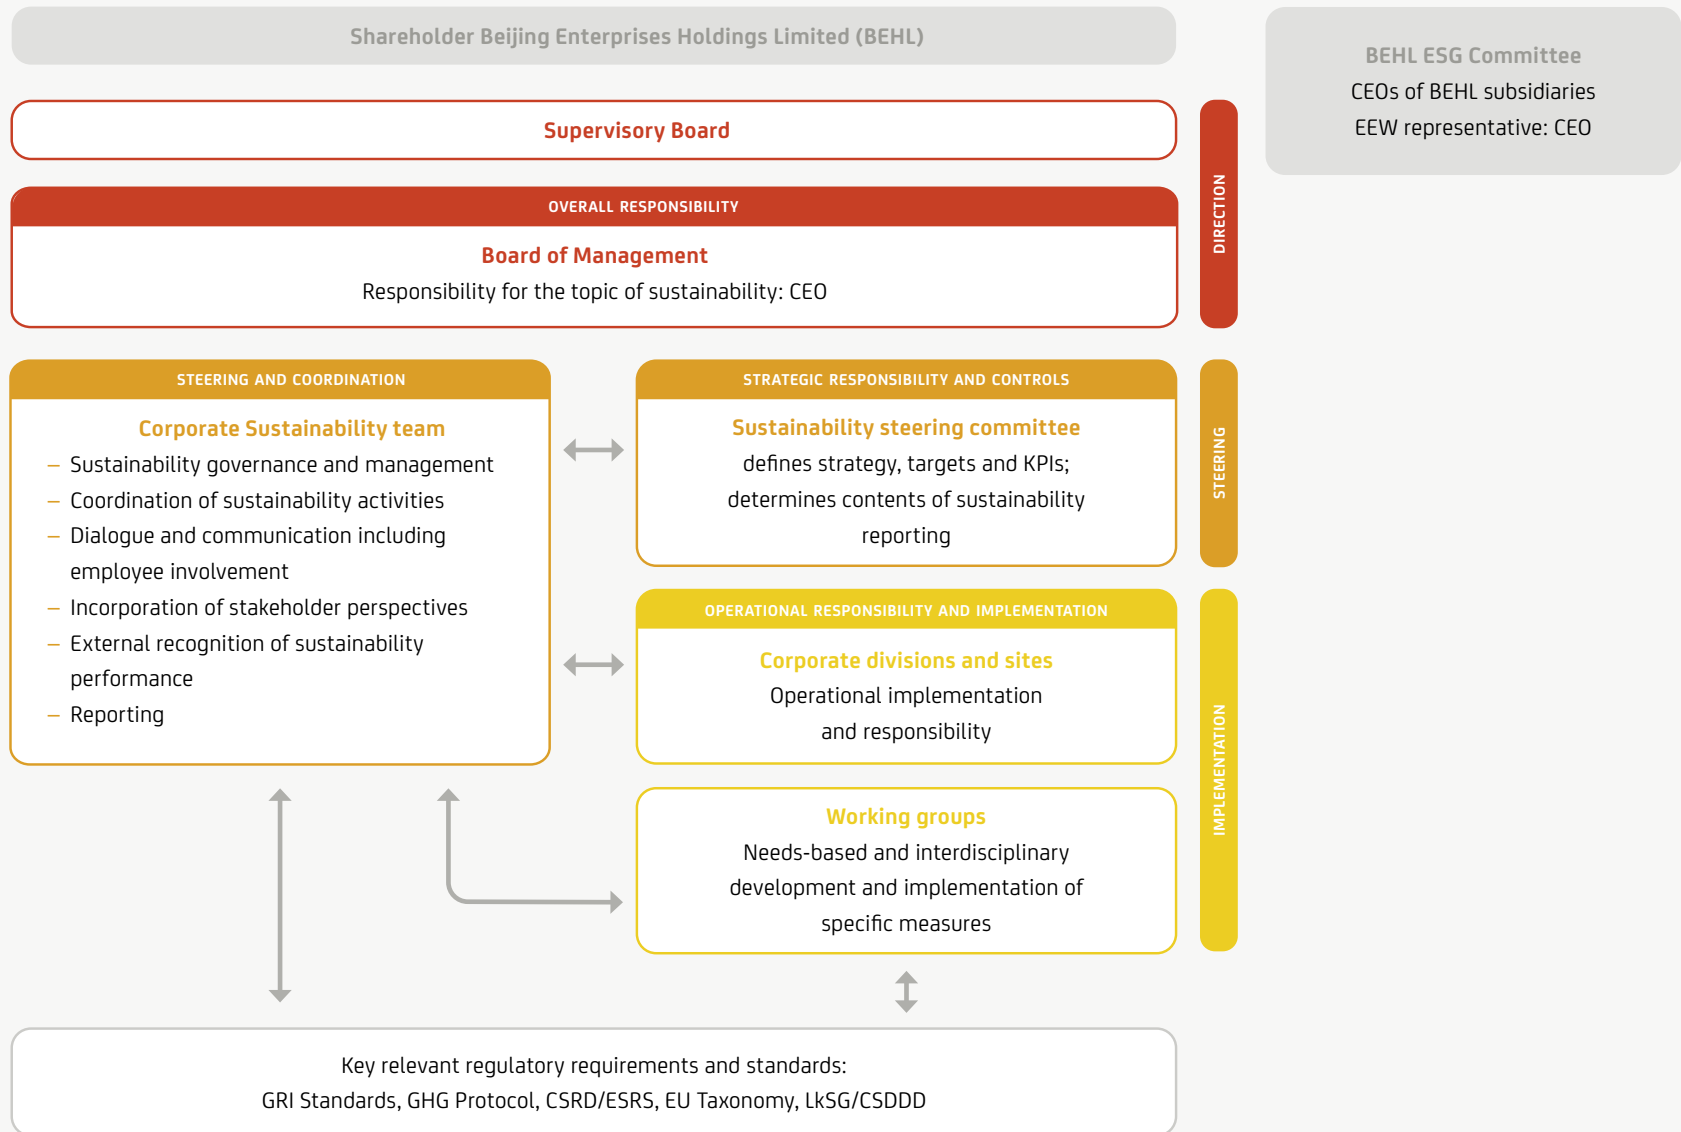 Shareholder Beijing Enterprises Holdings Limited (BEHL)
BEHL ESG Committee
CEOs of BEHL subsidiaries
EEW representative: CEO
Supervisory Board
DIRECTION
OVERALL RESPONSIBILITY
Board of Management
Responsibility for the topic of sustainability: CEO
STEERING AND COORDINATION
Corporate Sustainability team
– Sustainability governance and management
– Coordination of sustainability activities
– Dialogue and communication including
employee involvement
– Incorporation of stakeholder perspectives
– External recognition of sustainability
performance
– Reporting
STRATEGIC RESPONSIBILITY AND CONTROLS
Sustainability steering committee
defines strategy, targets and KPIs;
determines contents of sustainability
reporting
STEERING
OPERATIONAL RESPONSIBILITY AND IMPLEMENTATION
Corporate divisions and sites
Operational implementation
and responsibility
IMPLEMENTATION
Working groups
Needs-based and interdisciplinary
development and implementation of
specific measures
Key relevant regulatory requirements and standards:
GRI Standards, GHG Protocol, CSRD/ESRS, EU Taxonomy, LkSG/CSDDD